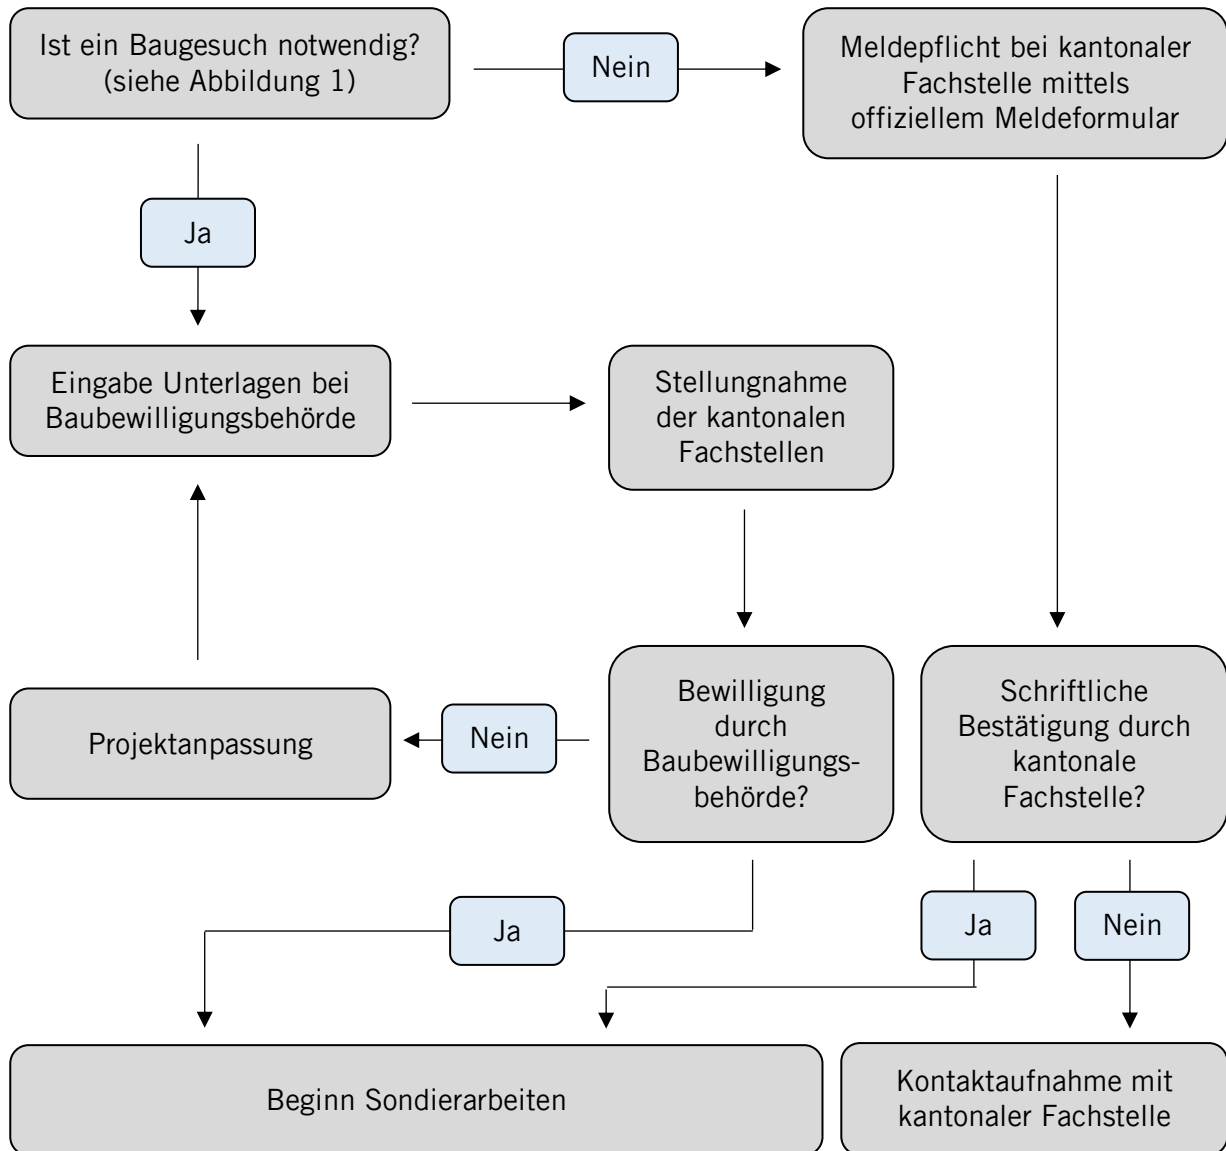 Ist ein Baugesuch notwendig?
(siehe Abbildung 1)
Nein
Meldepflicht bei kantonaler
Fachstelle mittels
offiziellem Meldeformular
Ja
Eingabe Unterlagen bei
Baubewilligungsbehörde
Stellungnahme
der kantonalen
Fachstellen
Projektanpassung
Nein
Bewilligung
durch
Baubewilligungs-
behörde?
Schriftliche
Bestätigung durch
kantonale
Fachstelle?
Ja
Ja
Nein
Beginn Sondierarbeiten
Kontaktaufnahme mit
kantonaler Fachstelle